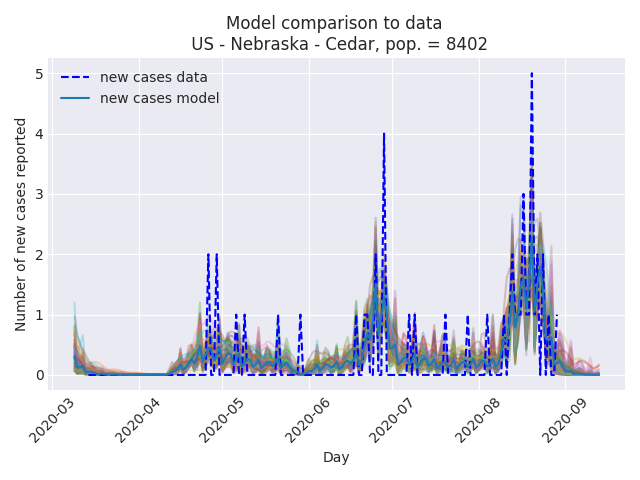 Model comparison to data
US - Nebraska - Cedar, pop. = 8402
new cases data
new cases model
Number of new cases reported
5
4
3
2
1
0
2020-03
2020-04
2020-05
2020-06
2020-07
2020-08
2020-09
Day